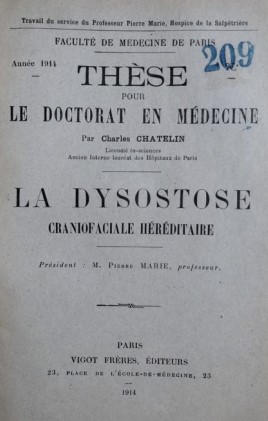 Travail du service du Professeur Pierre Marie, Hospice de la Salpêtrière
FACULTÉ DE MEDECINE DE PARIS
Année 1914
209
THÈSE
POUR
LE DOCTORAT EN MÉDECINE
Par Charles CHATELIN
Licencié ès-sciences
Ancien Interne lauréat des Hôpitaux de Paris
LA DYSOSTOSE
CRANIOFACIALE HÉRÉDITAIRE
Président : M. PIERRE MARIE, professeur.
PARIS
VIGOT FRÈRES, ÉDITEURS
23, PLACE DE L'ÉCOLE-DE-MÉDECINE, 23
1914